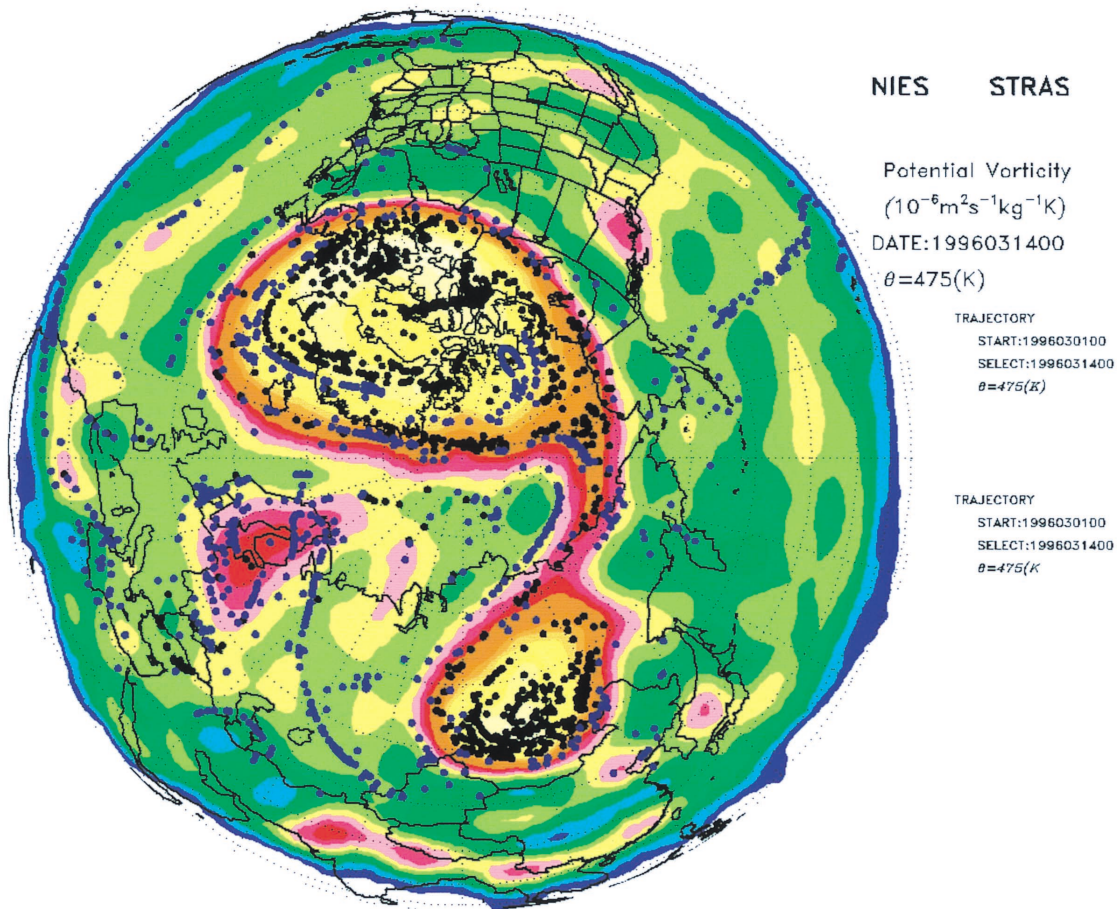 NIES STRAS
Potential Vorticity
(10⁻⁶m²s⁻¹kg⁻¹K)
DATE:1996031400
θ=475(K)
TRAJECTORY
START:1996030100
SELECT:1996031400
θ=475(K)
TRAJECTORY
START:1996030100
SELECT:1996031400
θ=475(K